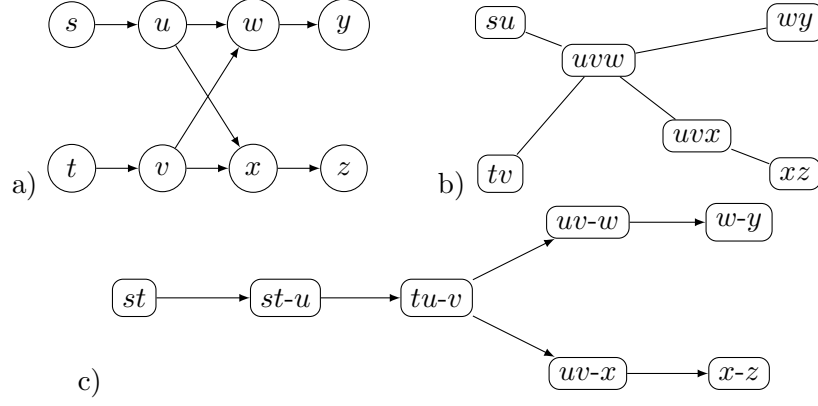 s u w y
t v x z
a)
su wy
uvw
uvx
tv xz
b)
uv-w w-y
st st-u tu-v
uv-x x-z
c)